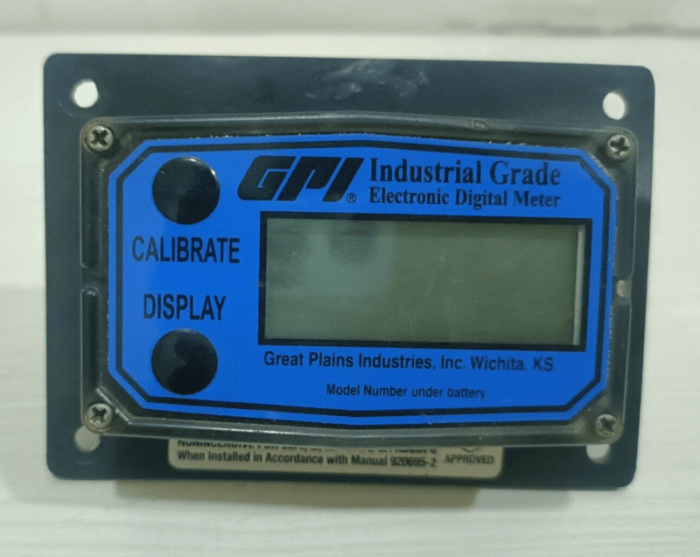 GPI® Industrial Grade
Electronic Digital Meter
CALIBRATE
DISPLAY
Great Plains Industries, Inc. Wichita, KS
Model Number under battery
When Installed in Accordance with Manual 920695-2
APPROVED